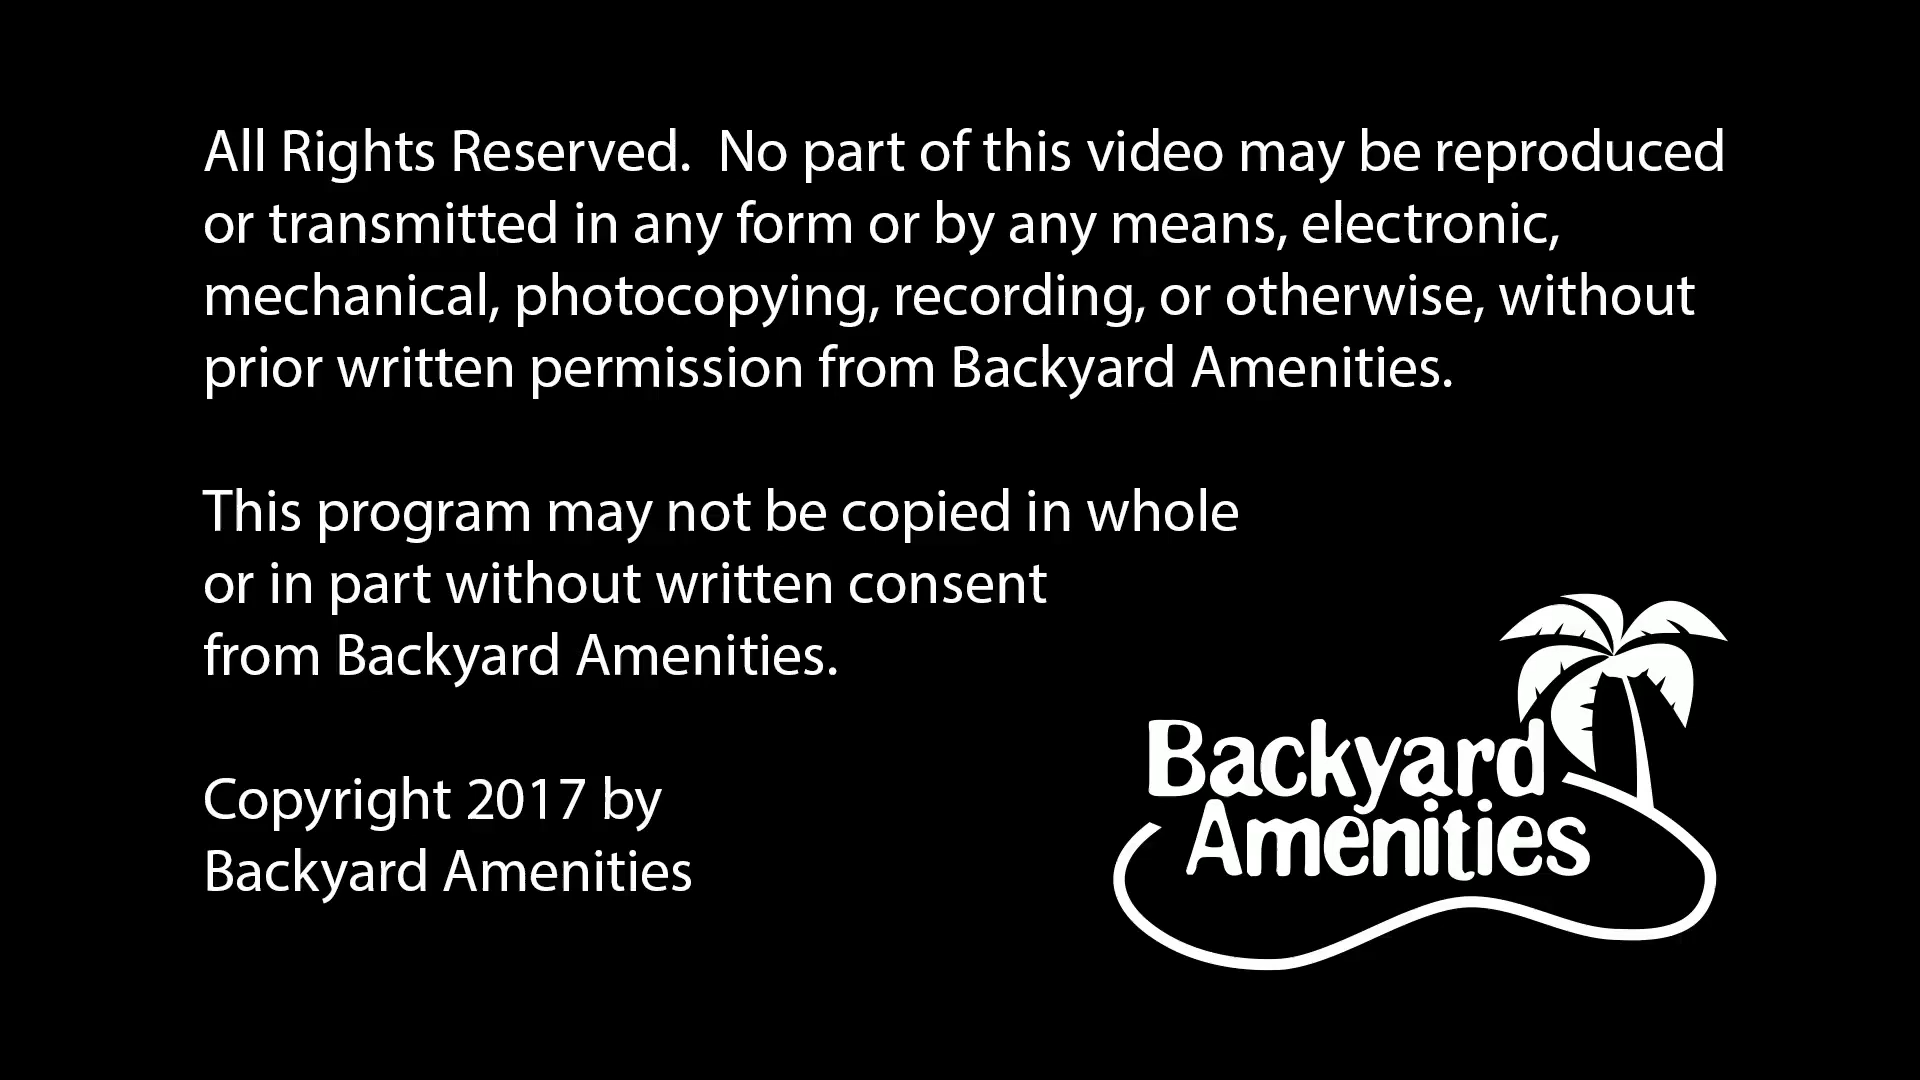 All Rights Reserved.  No part of this video may be reproduced
or transmitted in any form or by any means, electronic,
mechanical, photocopying, recording, or otherwise, without
prior written permission from Backyard Amenities.
This program may not be copied in whole
or in part without written consent
from Backyard Amenities.
Copyright 2017 by
Backyard Amenities
Backyard
Amenities